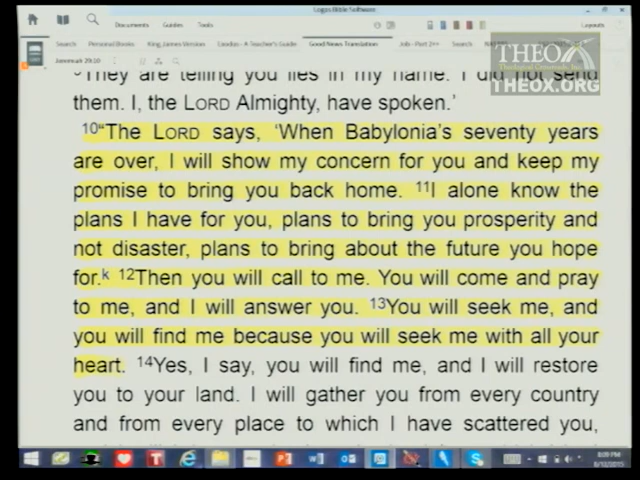 Logos Bible Software
Documents Guides Tools
Layouts
Search Personal Books King James Version Exodus - A Teacher's Guide Good News Translation Job - Part 2++ Search
Jeremiah 29:10
THEOX
THEOX.ORG
"They are telling you lies in my name. I did not send
them. I, the LORD Almighty, have spoken.'
10"The LORD says, 'When Babylonia's seventy years
are over, I will show my concern for you and keep my
promise to bring you back home. 11I alone know the
plans I have for you, plans to bring you prosperity and
not disaster, plans to bring about the future you hope
for.k 12Then you will call to me. You will come and pray
to me, and I will answer you. 13You will seek me, and
you will find me because you will seek me with all your
heart. 14Yes, I say, you will find me, and I will restore
you to your land. I will gather you from every country
and from every place to which I have scattered you,
8:09 PM